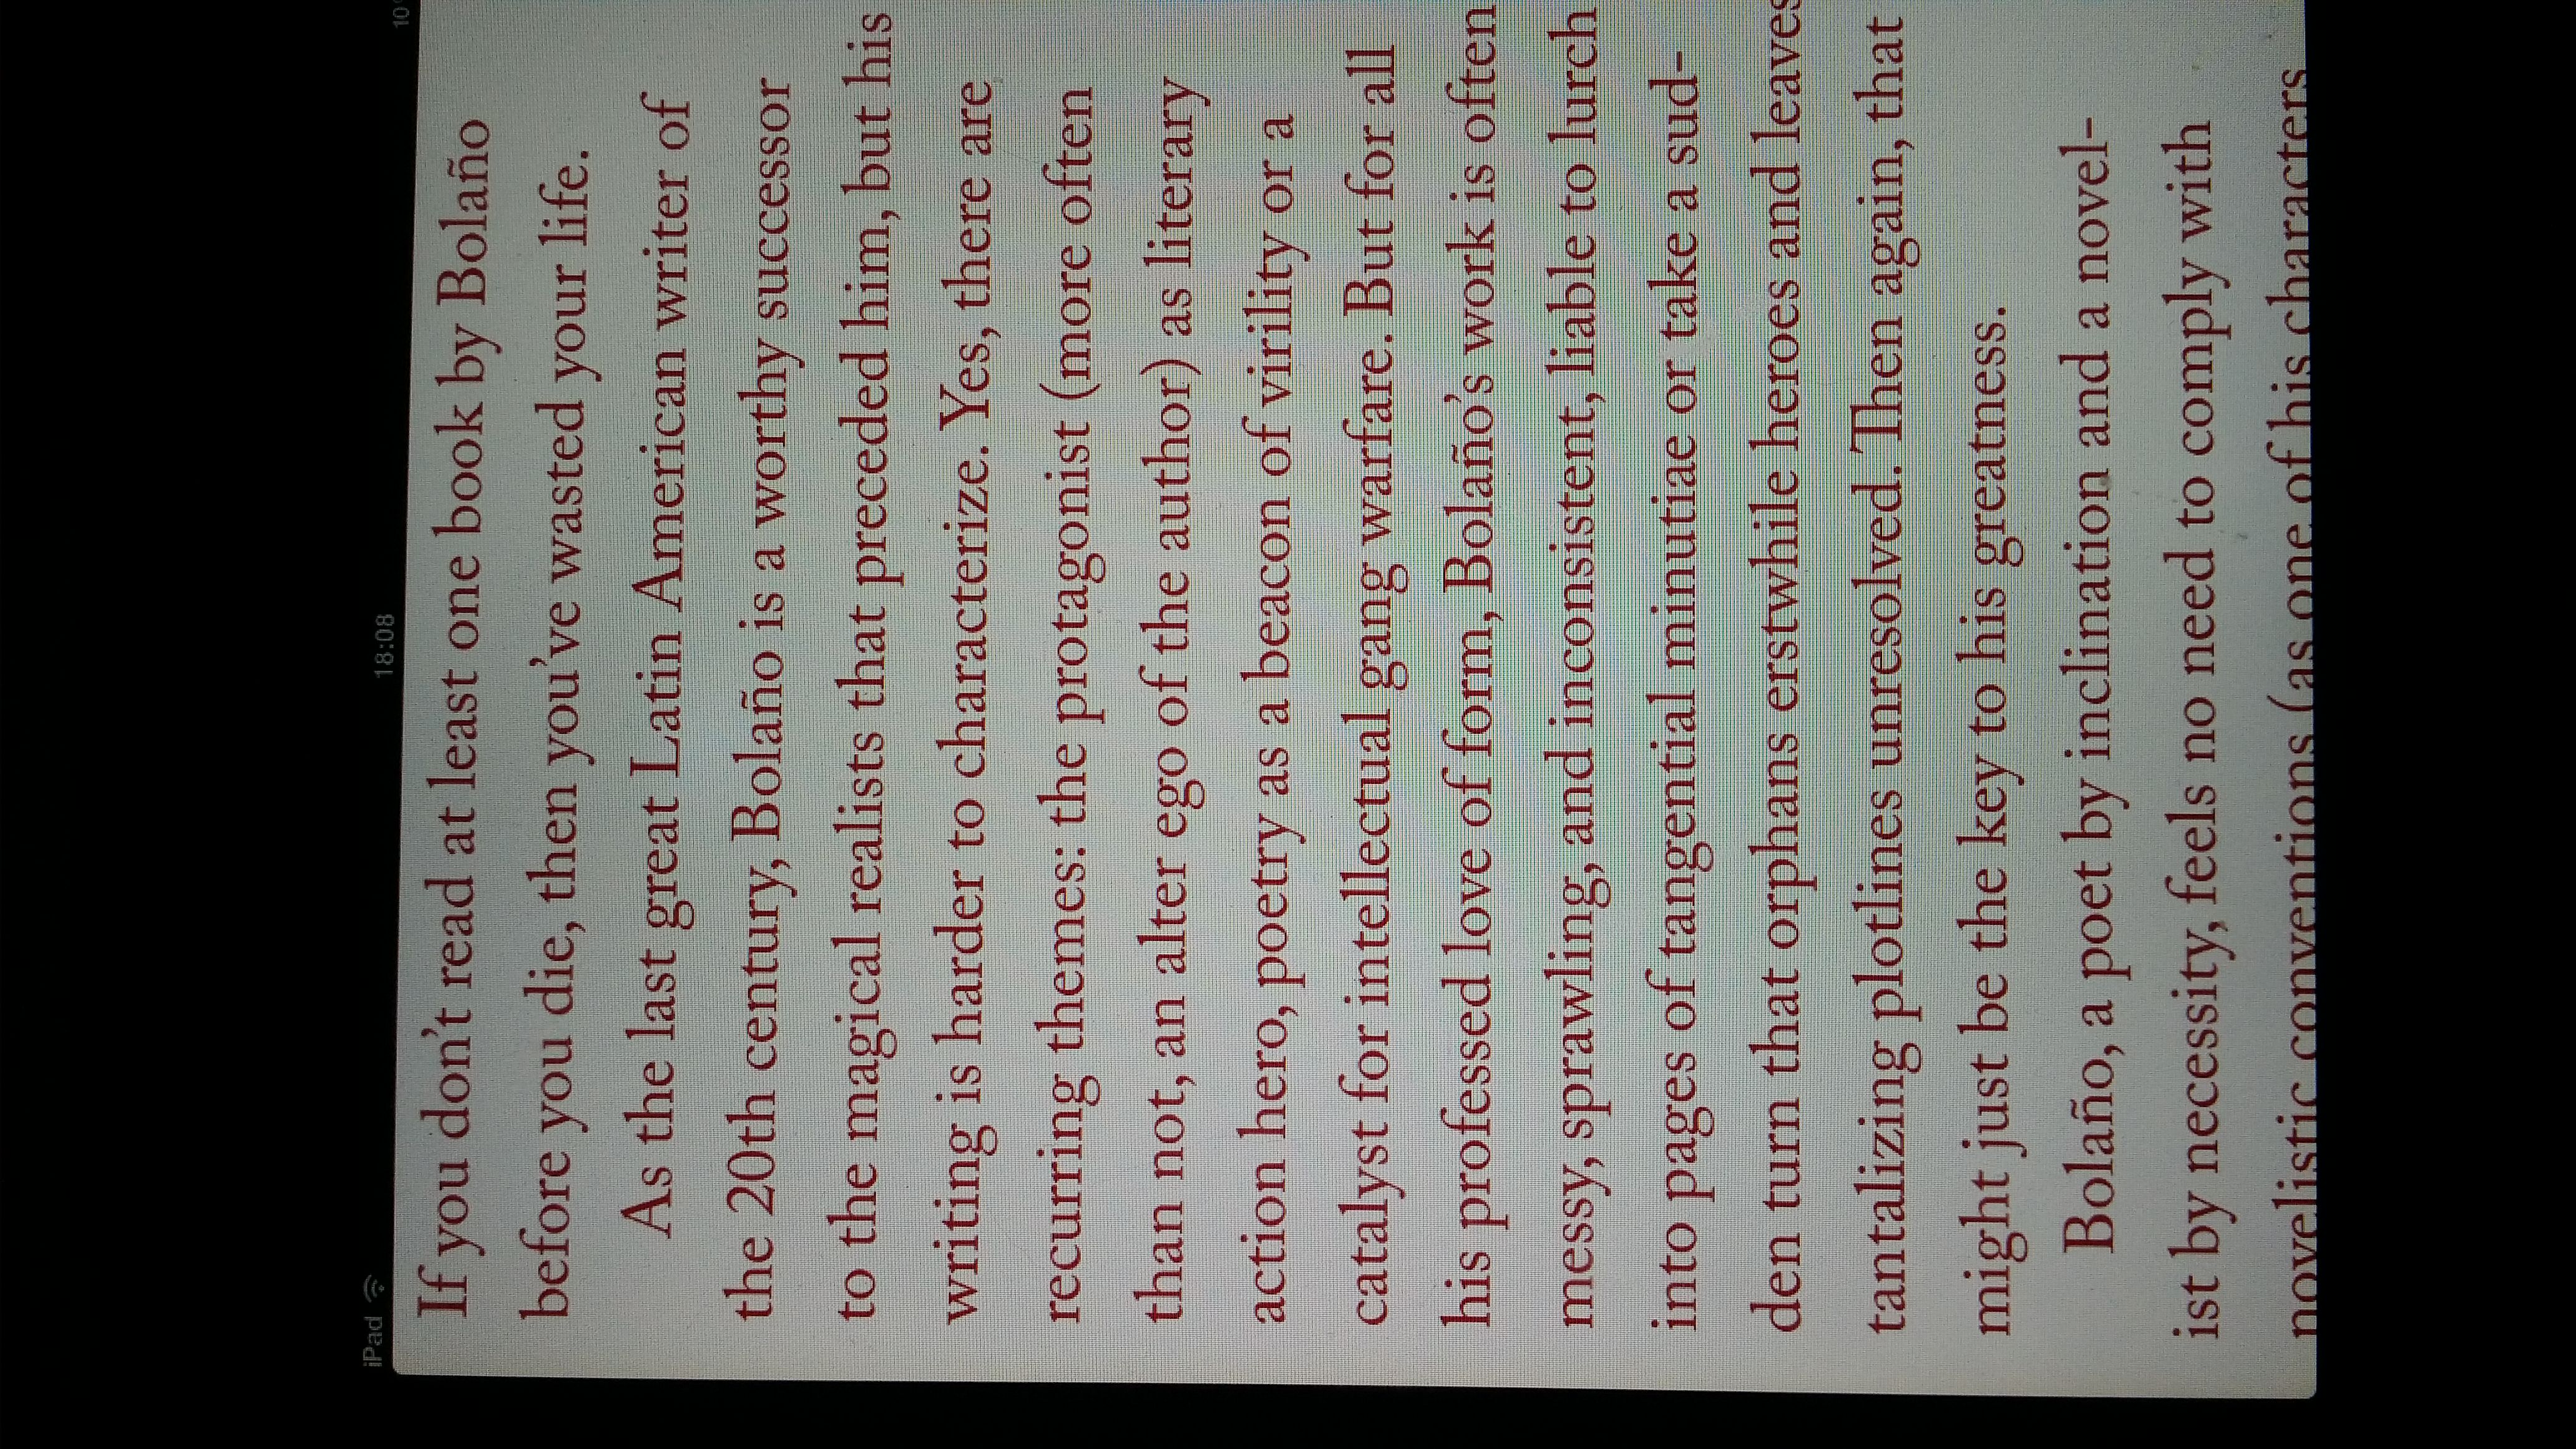 iPad
18:08
10
If you don't read at least one book by Bolaño
before you die, then you've wasted your life.
As the last great Latin American writer of
the 20th century, Bolaño is a worthy successor
to the magical realists that preceded him, but his
writing is harder to characterize. Yes, there are
recurring themes: the protagonist (more often
than not, an alter ego of the author) as literary
action hero, poetry as a beacon of virility or a
catalyst for intellectual gang warfare. But for all
his professed love of form, Bolaño's work is often
messy, sprawling, and inconsistent, liable to lurch
into pages of tangential minutiae or take a sud-
den turn that orphans erstwhile heroes and leaves
tantalizing plotlines unresolved. Then again, that
might just be the key to his greatness.
Bolaño, a poet by inclination and a novel-
ist by necessity, feels no need to comply with
novelistic conventions (as one of his characters